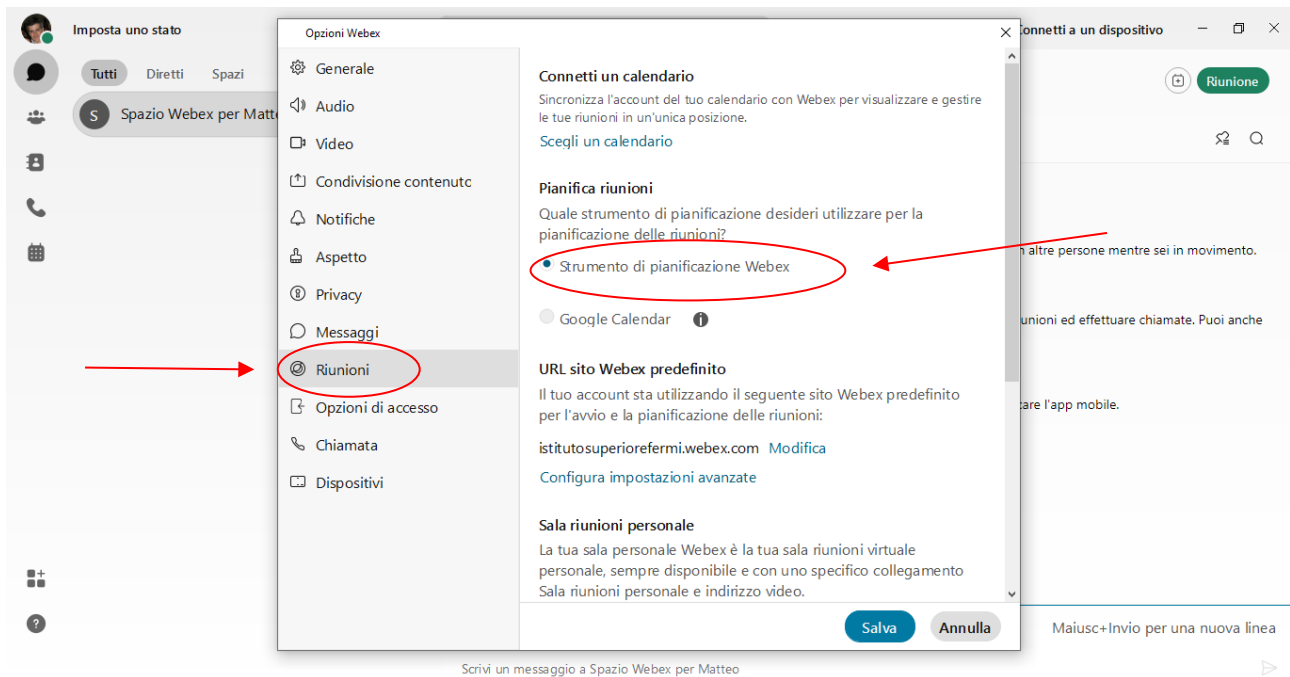 Imposta uno stato
Connetti a un dispositivo
Tutti
Diretti
Spazi
S
Spazio Webex per Matte
Riunione
Opzioni Webex
Generale
Audio
Video
Condivisione contenuto
Notifiche
Aspetto
Privacy
Messaggi
Riunioni
Opzioni di accesso
Chiamata
Dispositivi
Connetti un calendario
Sincronizza l'account del tuo calendario con Webex per visualizzare e gestire
le tue riunioni in un'unica posizione.
Scegli un calendario
Pianifica riunioni
Quale strumento di pianificazione desideri utilizzare per la
pianificazione delle riunioni?
Strumento di pianificazione Webex
Google Calendar
URL sito Webex predefinito
Il tuo account sta utilizzando il seguente sito Webex predefinito
per l'avvio e la pianificazione delle riunioni:
istitutosuperiorefermi.webex.com Modifica
Configura impostazioni avanzate
Sala riunioni personale
La tua sala personale Webex è la tua sala riunioni virtuale
personale, sempre disponibile e con uno specifico collegamento
Sala riunioni personale e indirizzo video.
Salva
Annulla
n altre persone mentre sei in movimento.
unioni ed effettuare chiamate. Puoi anche
care l'app mobile.
Maiusc+Invio per una nuova linea
Scrivi un messaggio a Spazio Webex per Matteo